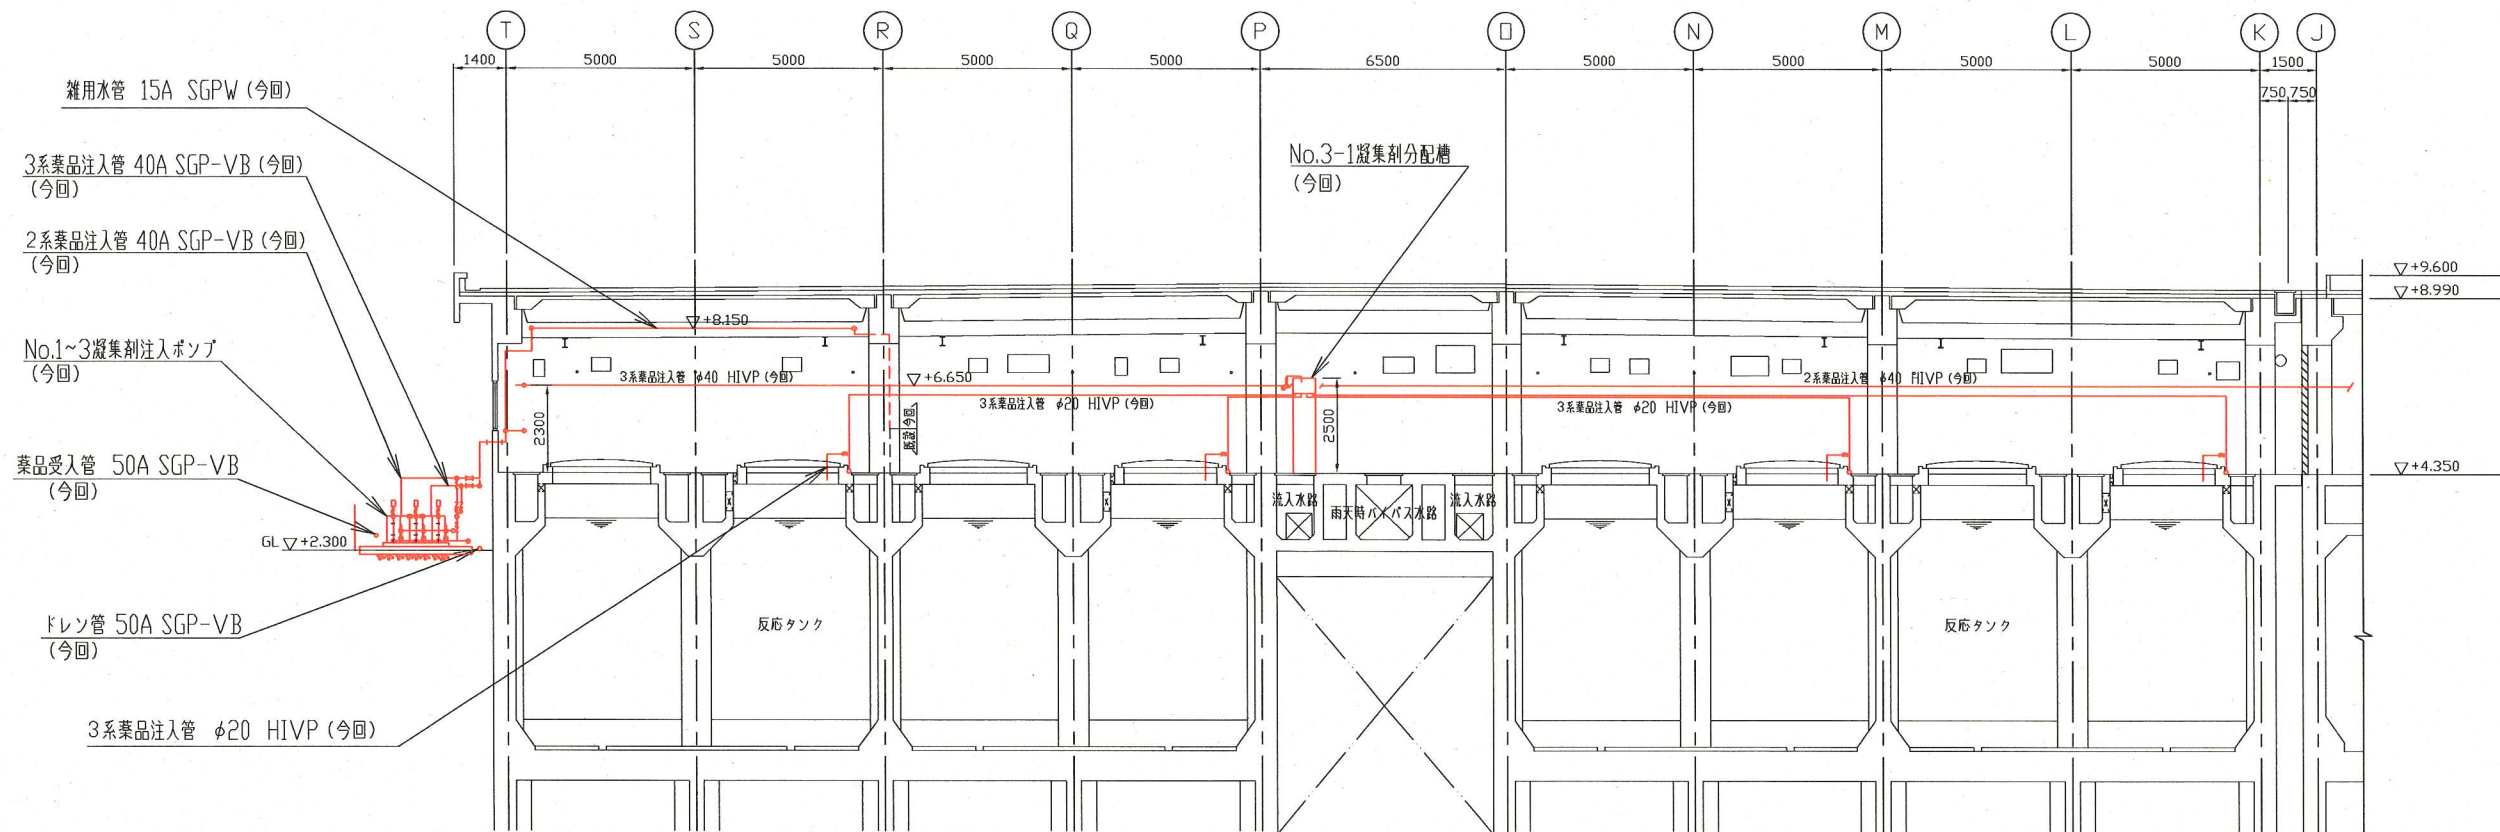 T S R Q P O N M L K J
1400 5000 5000 5000 5000 6500 5000 5000 5000 5000 1500
750 750
雑用水管 15A SGPW (今回)
3系薬品注入管 40A SGP-VB (今回)
(今回)
2系薬品注入管 40A SGP-VB (今回)
(今回)
No.1~3凝集剤注入ポンプ
(今回)
薬品受入管 50A SGP-VB
(今回)
GL ▽+2.300
ドレン管 50A SGP-VB
(今回)
3系薬品注入管 φ20 HIVP (今回)
No.3-1凝集剤分配槽
(今回)
▽+9.600
▽+8.990
▽+8.150
3系薬品注入管 φ40 HIVP (今回)
▽+6.650
2系薬品注入管 φ40 HIVP (今回)
3系薬品注入管 φ20 HIVP (今回)
3系薬品注入管 φ20 HIVP (今回)
2300
既設 今回
2500
▽+4.350
流入水路
雨天時バイパス水路
流入水路
反応タンク
反応タンク